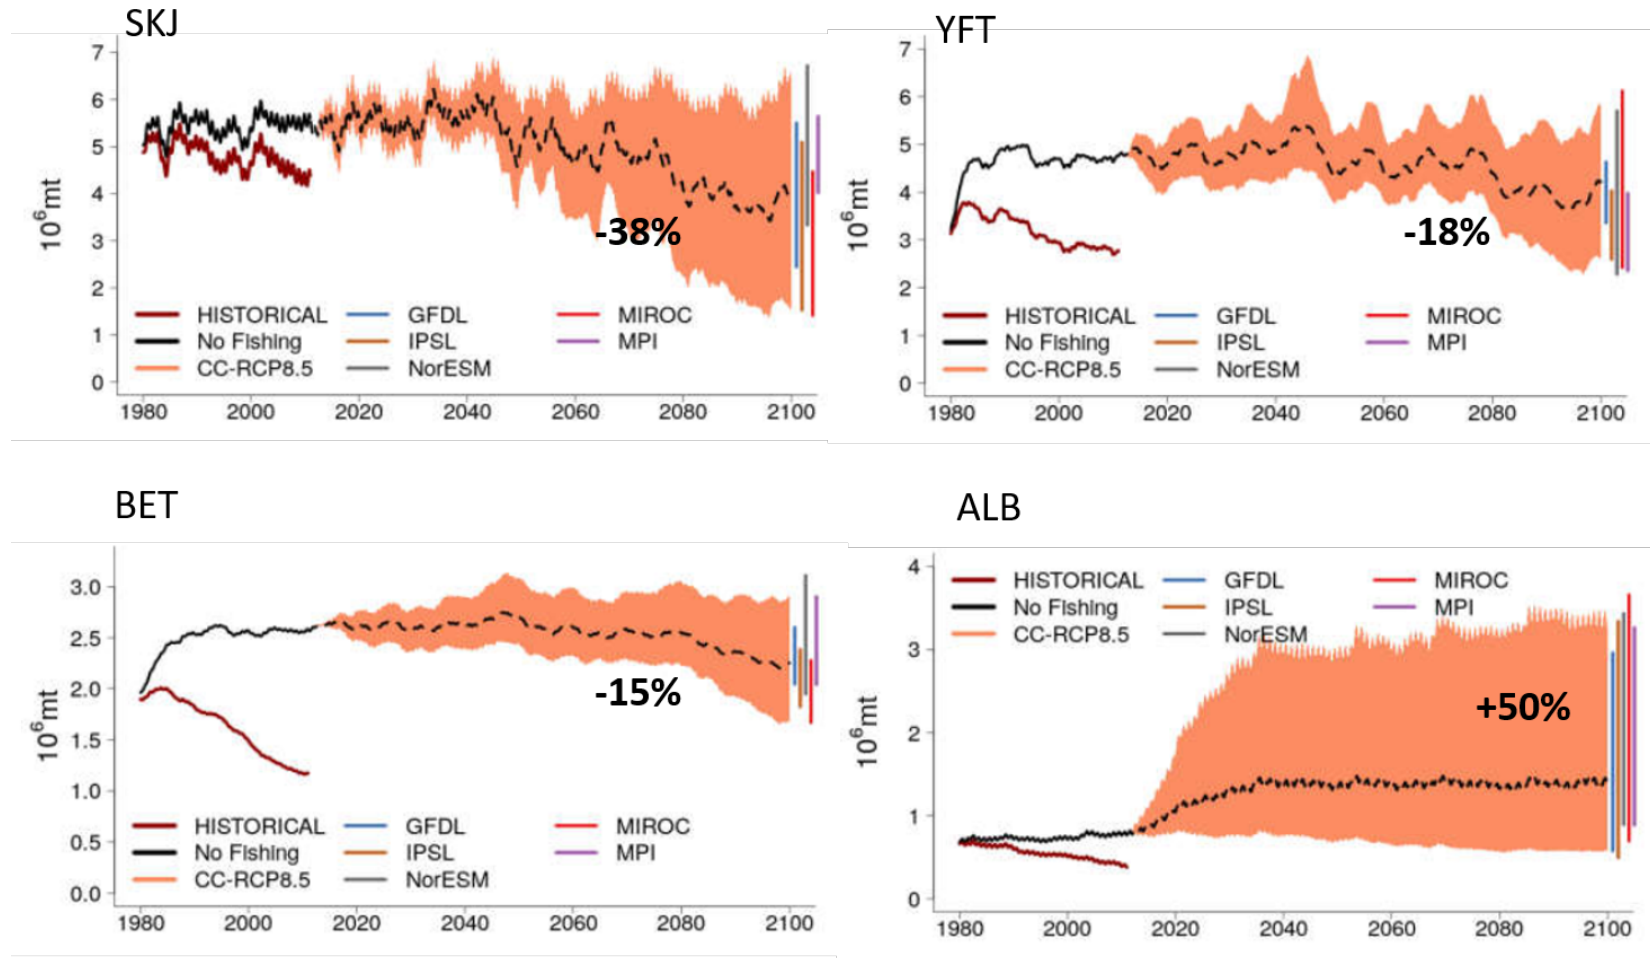 SKJ
7
6
5
4
3
2
1
0
10⁶mt
-38%
HISTORICAL GFDL MIROC
No Fishing IPSL MPI
CC-RCP8.5 NorESM
1980 2000 2020 2040 2060 2080 2100
YFT
7
6
5
4
3
2
1
0
10⁶mt
-18%
HISTORICAL GFDL MIROC
No Fishing IPSL MPI
CC-RCP8.5 NorESM
1980 2000 2020 2040 2060 2080 2100
BET
3.0
2.5
2.0
1.5
1.0
0.5
0.0
10⁶mt
-15%
HISTORICAL GFDL MIROC
No Fishing IPSL MPI
CC-RCP8.5 NorESM
1980 2000 2020 2040 2060 2080 2100
ALB
4
3
2
1
0
10⁶mt
HISTORICAL GFDL MIROC
No Fishing IPSL MPI
CC-RCP8.5 NorESM
+50%
1980 2000 2020 2040 2060 2080 2100